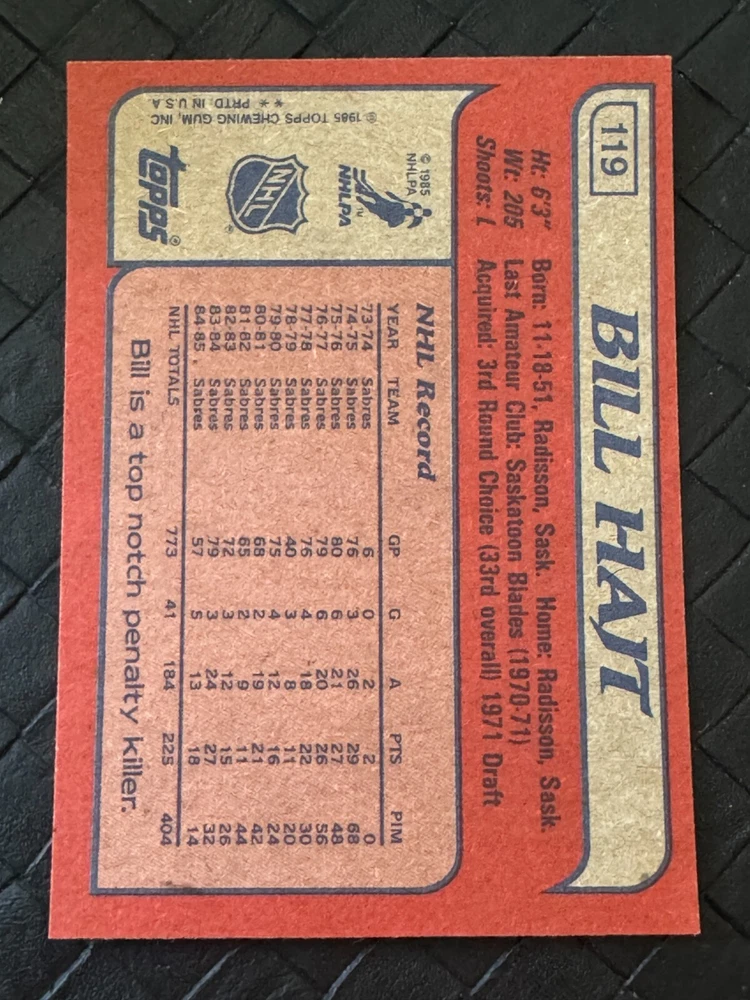 119 BILL HAJT
Ht: 6'3" Born: 11-18-51, Radisson, Sask. Home: Radisson, Sask.
Wt: 205 Last Amateur Club: Saskatoon Blades (1970-71)
Shoots: L Acquired: 3rd Round Choice (33rd overall) 1971 Draft
© 1985
NHLPA
NHLPA
TM
NHL
®
TOPPS®
© 1985 TOPPS CHEWING GUM, INC
** PRTD. IN U.S.A
NHL Record
YEAR TEAM GP G A PTS PIM
73-74 Sabres 6 0 2 2 0
74-75 Sabres 76 3 26 29 68
75-76 Sabres 80 6 21 27 48
76-77 Sabres 79 6 20 26 56
77-78 Sabres 76 4 18 22 30
78-79 Sabres 40 3 8 11 20
79-80 Sabres 75 4 12 16 24
80-81 Sabres 68 2 19 21 42
81-82 Sabres 65 2 9 11 44
82-83 Sabres 72 3 12 15 26
83-84 Sabres 79 3 24 27 32
84-85 Sabres 57 5 13 18 14
NHL TOTALS 773 41 184 225 404
Bill is a top notch penalty killer.